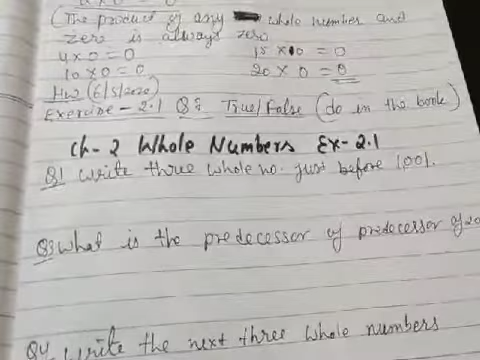 (The product of any whole number and
zero is always zero
4 x 0 = 0 15 x 0 = 0
10 x 0 = 0 20 x 0 = 0
HW (6/5/2020)
Exercise - 2.1 Q2 True/False (do in the book)
Ch-2 Whole Numbers Ex-2.1
Q1 Write three whole no. just before 1001.
Q3 What is the predecessor of predecessor of
Q4 Write the next three whole numbers